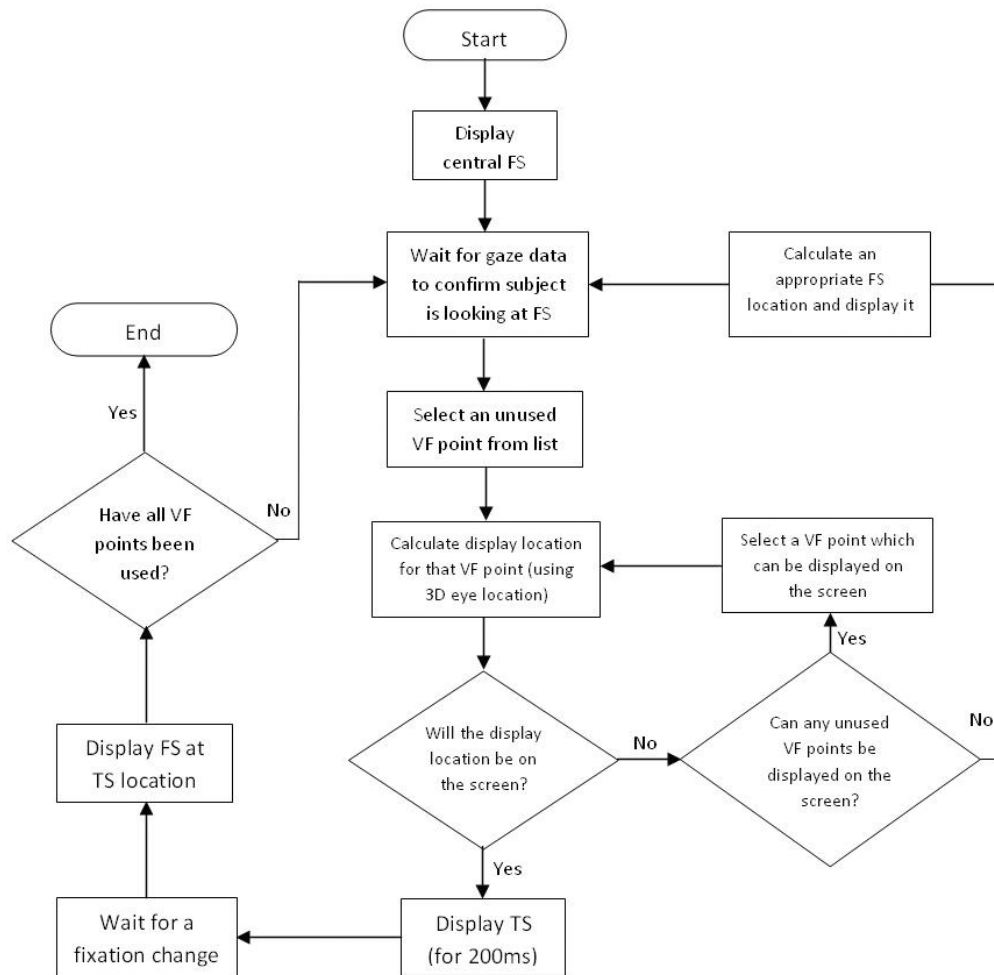 Start
Display
central FS
Wait for gaze data
to confirm subject
is looking at FS
Calculate an
appropriate FS
location and display it
End
Yes
Select an unused
VF point from list
Have all VF
points been
used?
No
Calculate display location
for that VF point (using
3D eye location)
Select a VF point which
can be displayed on
the screen
Yes
Will the display
location be on
the screen?
No
Can any unused
VF points be
displayed on the
screen?
No
Display FS at
TS location
Yes
Wait for a
fixation change
Display TS
(for 200ms)